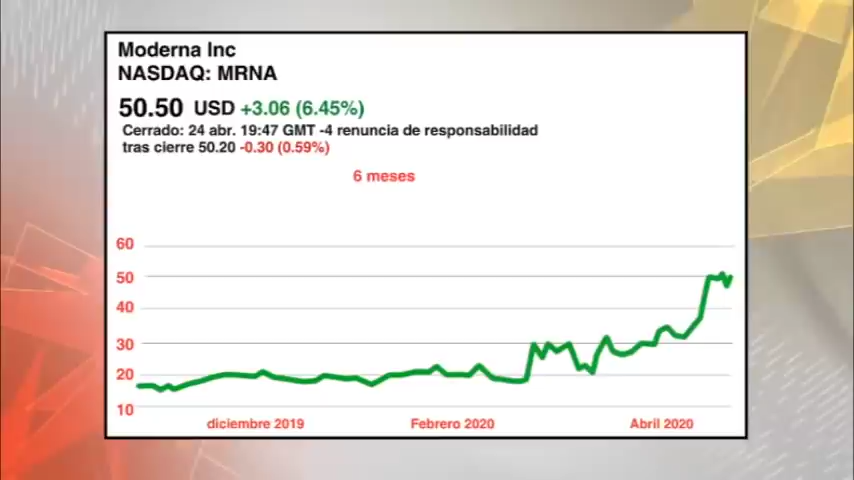 Moderna Inc
NASDAQ: MRNA
50.50 USD +3.06 (6.45%)
Cerrado: 24 abr. 19:47 GMT -4 renuncia de responsabilidad
tras cierre 50.20 -0.30 (0.59%)
6 meses
60
50
40
30
20
10
diciembre 2019 Febrero 2020 Abril 2020